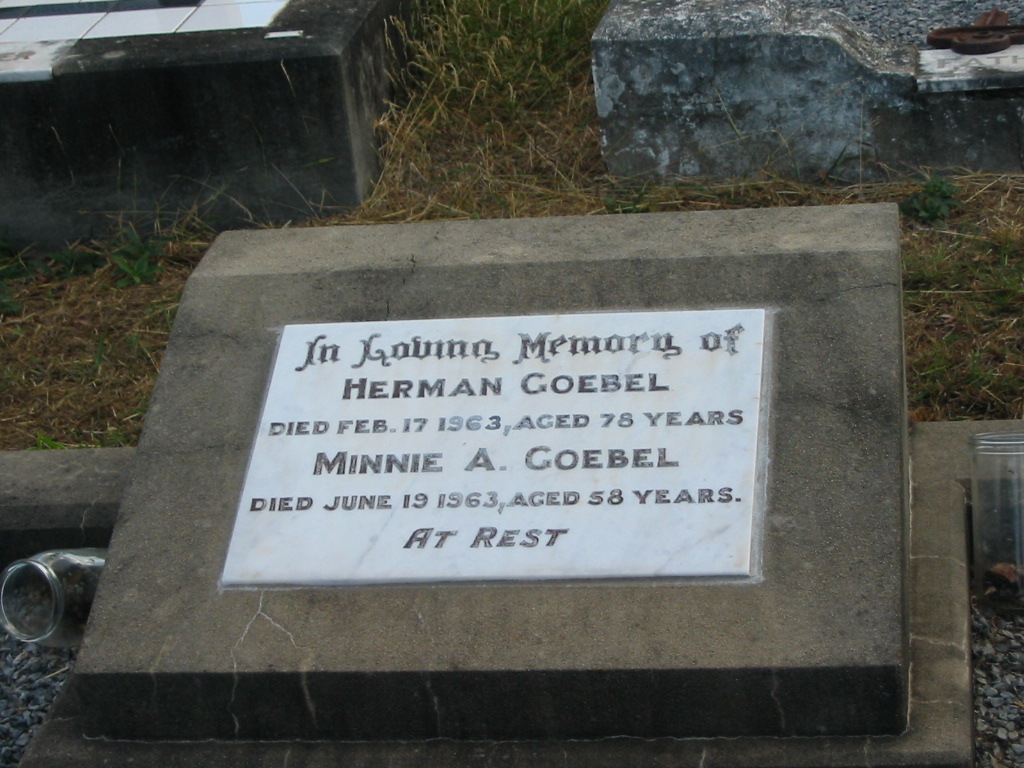 In Loving Memory of
HERMAN GOEBEL
DIED FEB. 17 1963, AGED 78 YEARS
MINNIE A. GOEBEL
DIED JUNE 19 1963, AGED 58 YEARS.
AT REST